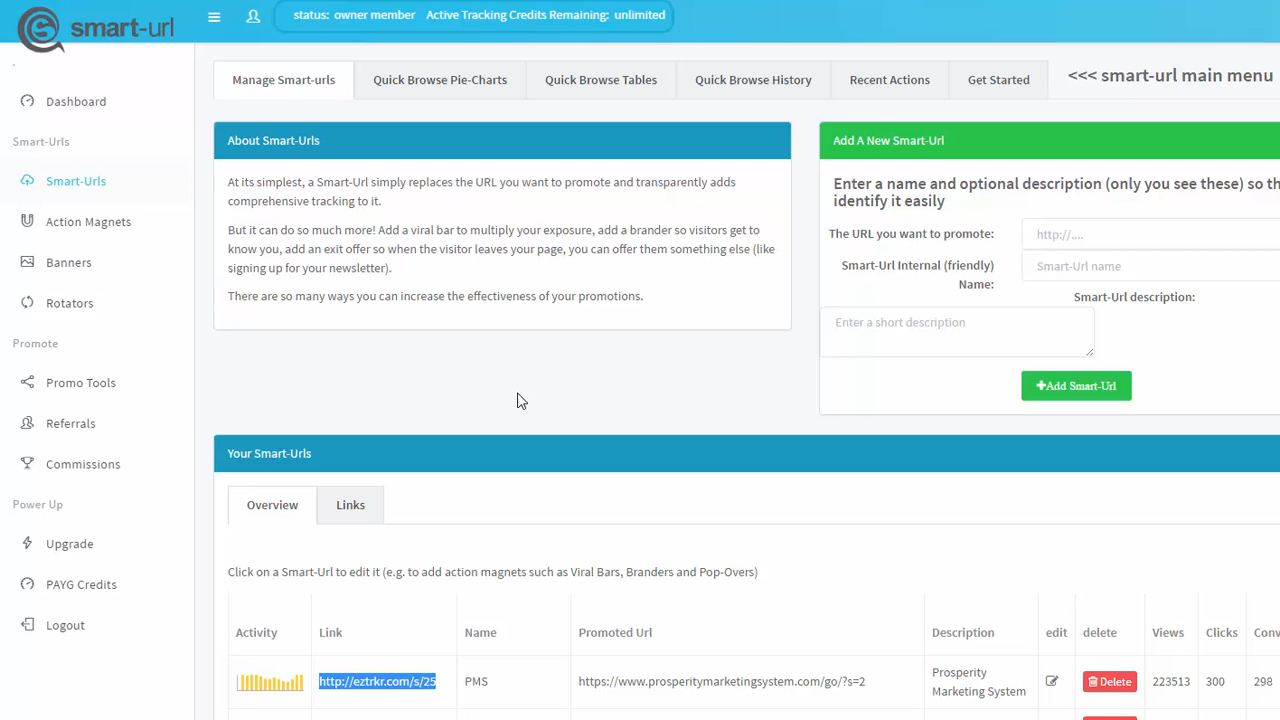 smart-url
status: owner member Active Tracking Credits Remaining: unlimited
Dashboard
Smart-Urls
Smart-Urls
Action Magnets
Banners
Rotators
Promote
Promo Tools
Referrals
Commissions
Power Up
Upgrade
PAYG Credits
Logout
Manage Smart-urls
Quick Browse Pie-Charts
Quick Browse Tables
Quick Browse History
Recent Actions
Get Started
<<< smart-url main menu
About Smart-Urls
At its simplest, a Smart-Url simply replaces the URL you want to promote and transparently adds
comprehensive tracking to it.
But it can do so much more! Add a viral bar to multiply your exposure, add a brander so visitors get to
know you, add an exit offer so when the visitor leaves your page, you can offer them something else (like
signing up for your newsletter).
There are so many ways you can increase the effectiveness of your promotions.
Add A New Smart-Url
Enter a name and optional description (only you see these) so th
identify it easily
The URL you want to promote:
http://....
Smart-Url Internal (friendly)
Name:
Smart-Url name
Smart-Url description:
Enter a short description
+Add Smart-Url
Your Smart-Urls
Overview
Links
Click on a Smart-Url to edit it (e.g. to add action magnets such as Viral Bars, Branders and Pop-Overs)
Activity Link Name Promoted Url Description edit delete Views Clicks Conv
http://eztrkr.com/s/25 PMS https://www.prosperitymarketingsystem.com/go/?s=2 Prosperity
Marketing System
Delete 223513 300 298